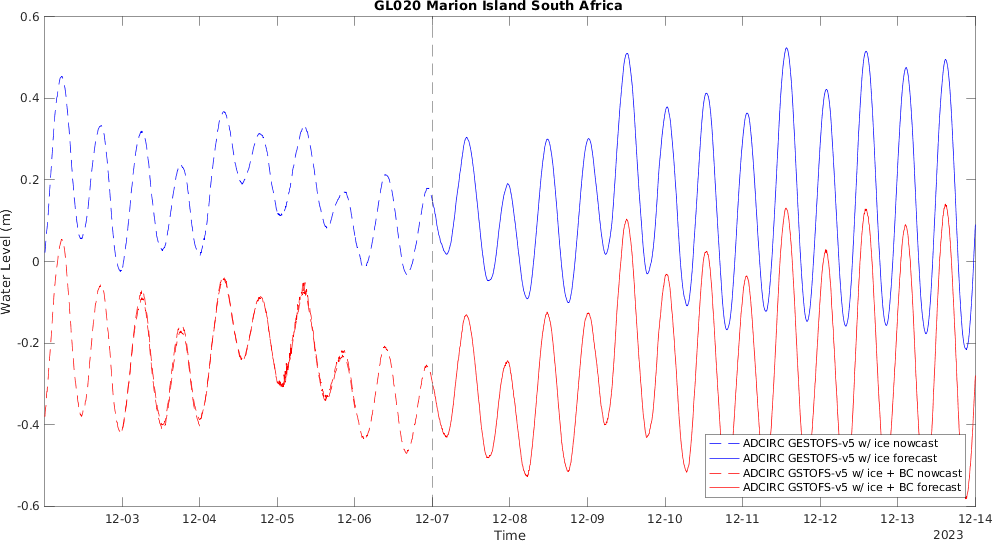 GL020 Marion Island South Africa
0.6
0.4
0.2
0
-0.2
-0.4
-0.6
Water Level (m)
ADCIRC GESTOFS-v5 w/ ice nowcast
ADCIRC GESTOFS-v5 w/ ice forecast
ADCIRC GSTOFS-v5 w/ ice + BC nowcast
ADCIRC GSTOFS-v5 w/ ice + BC forecast
12-03 12-04 12-05 12-06 12-07 12-08 12-09 12-10 12-11 12-12 12-13 12-14
Time
2023